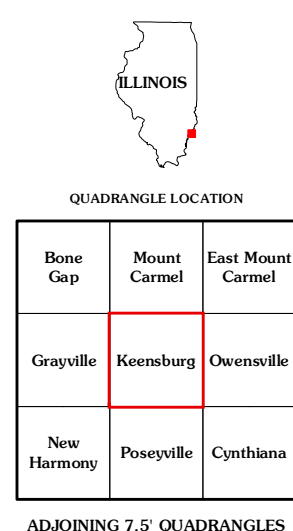 ILLINOIS
QUADRANGLE LOCATION
Bone
Gap
Mount
Carmel
East Mount
Carmel
Grayville
Keensburg
Owensville
New
Harmony
Poseyville
Cynthiana
ADJOINING 7.5' QUADRANGLES